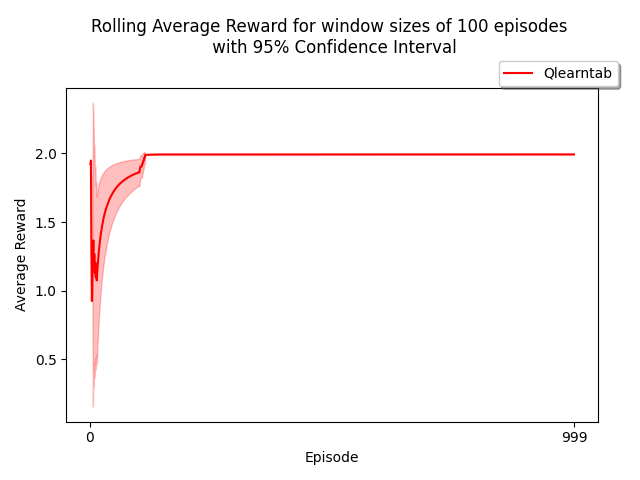 Rolling Average Reward for window sizes of 100 episodes
with 95% Confidence Interval
Qlearntab
2.0
1.5
1.0
0.5
Average Reward
0
999
Episode